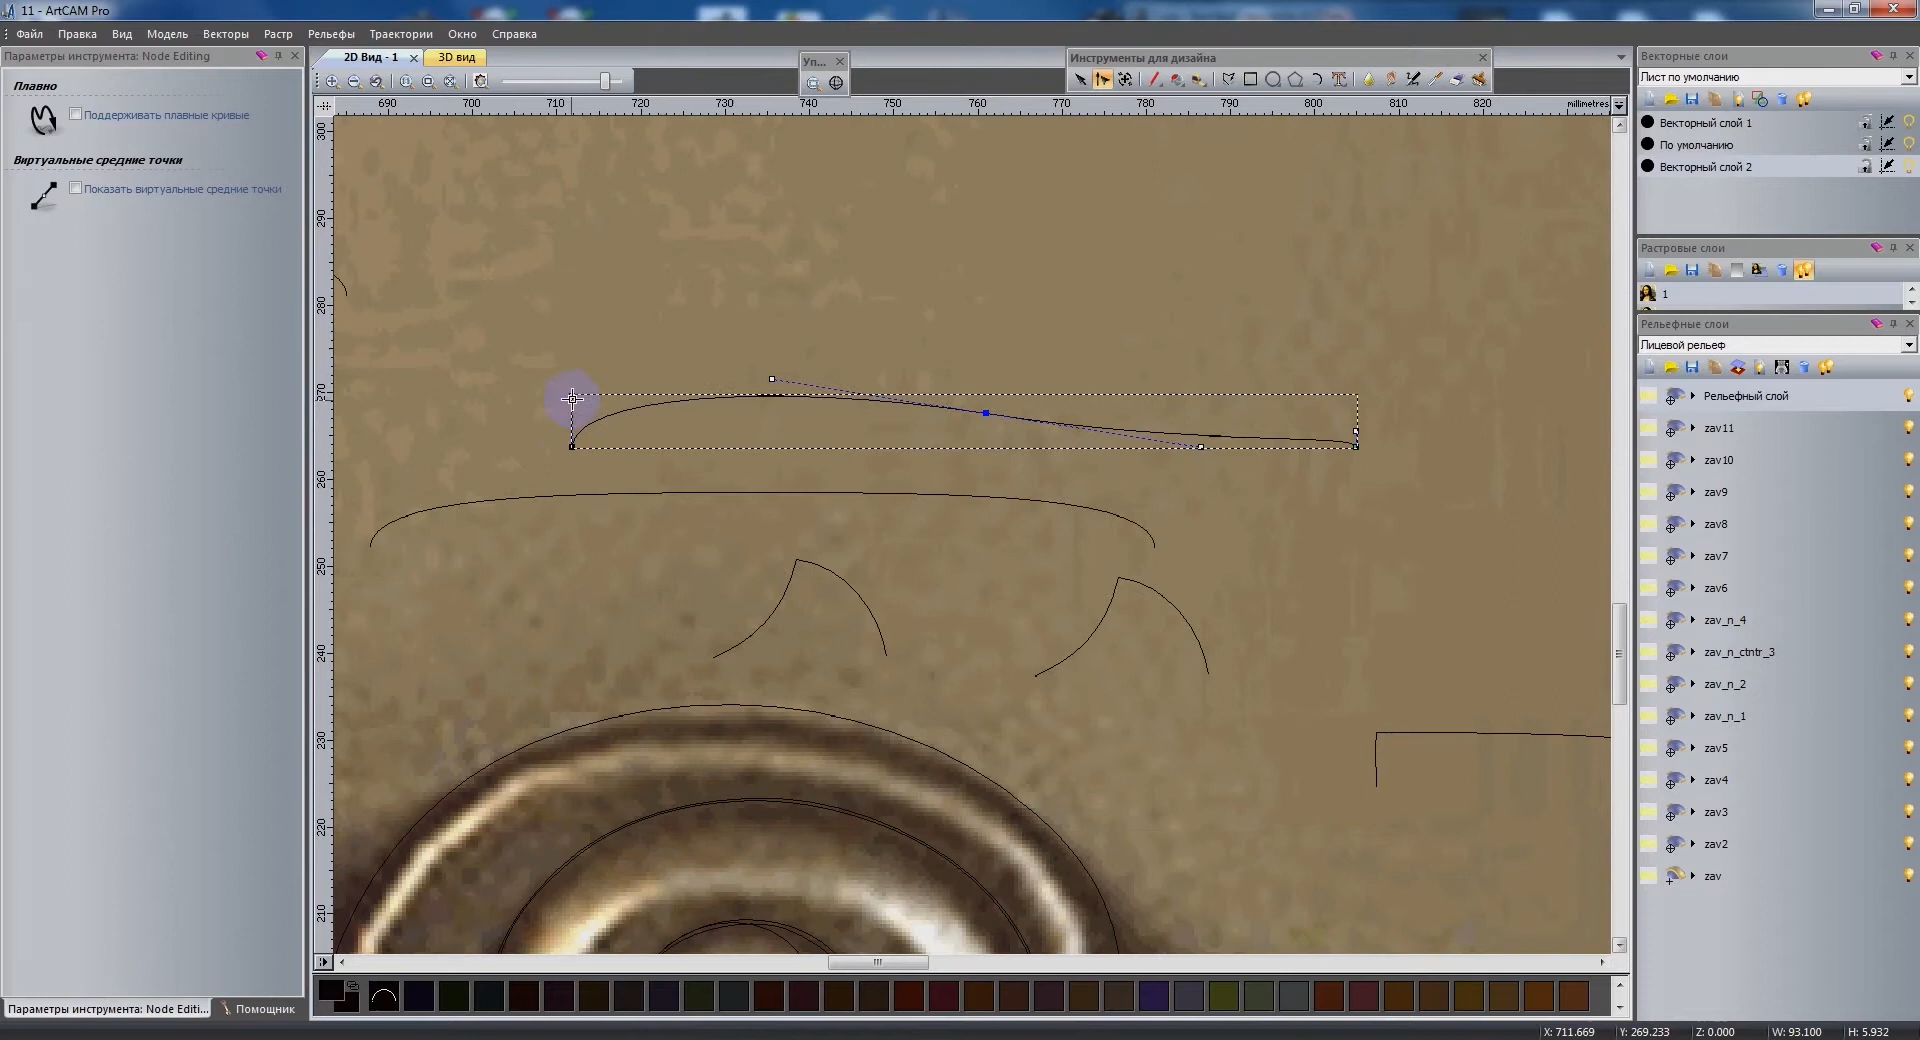 11 - ArtCAM Pro
Файл Правка Вид Модель Векторы Растр Рельефы Траектории Окно Справка
Параметры инструмента: Node Editing
Плавно
Поддерживать плавные кривые
Виртуальные средние точки
Показать виртуальные средние точки
2D Вид - 1
3D вид
Уп...
Инструменты для дизайна
690 700 710 720 730 740 750 760 770 780 790 800 810 820 millimetres
300
290
280
270
260
250
240
230
220
210
Векторные слои
Лист по умолчанию
Векторный слой 1
По умолчанию
Векторный слой 2
Растровые слои
1
Рельефные слои
Лицевой рельеф
Рельефный слой
zav11
zav10
zav9
zav8
zav7
zav6
zav_n_4
zav_n_ctntr_3
zav_n_2
zav_n_1
zav5
zav4
zav3
zav2
zav
Параметры инструмента: Node Editi...
Помощник
X: 711.669 Y: 269.233 Z: 0.000 W: 93.100 H: 5.932